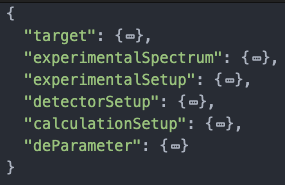 {
"target": {…},
"experimentalSpectrum": {…},
"experimentalSetup": {…},
"detectorSetup": {…},
"calculationSetup": {…},
"deParameter": {…}
}